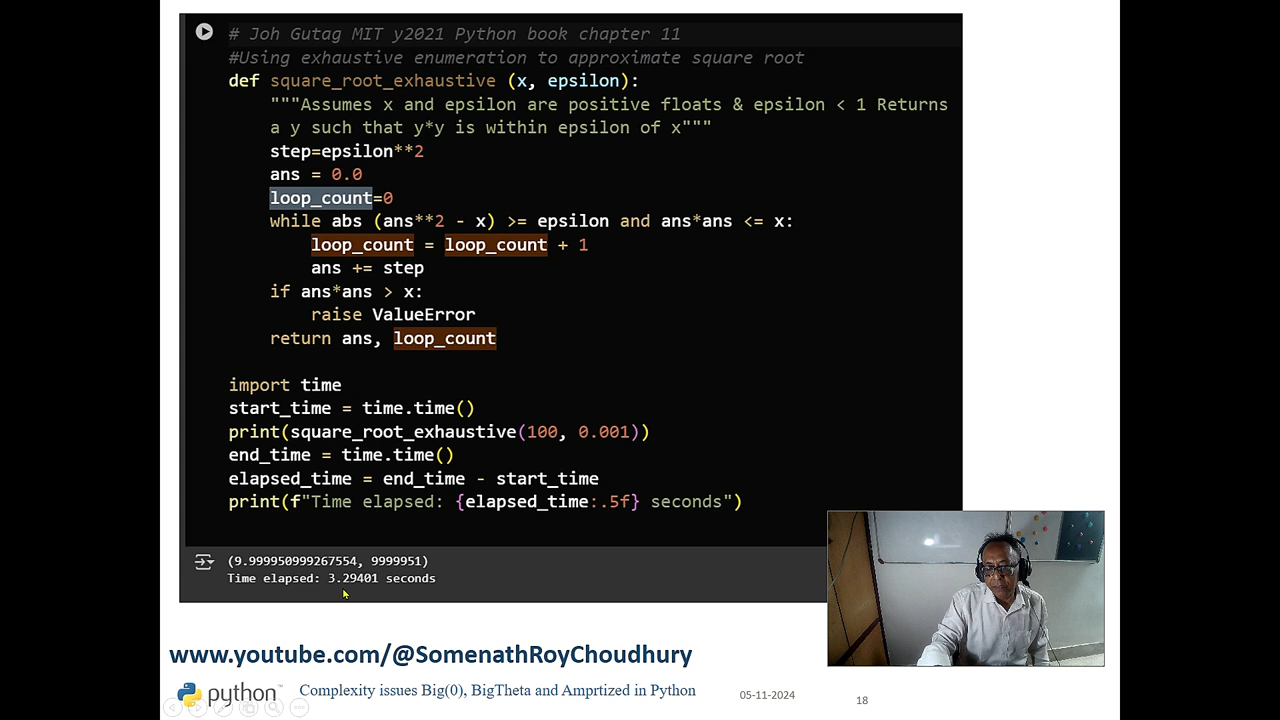 # Joh Gutag MIT y2021 Python book chapter 11
#Using exhaustive enumeration to approximate square root
def square_root_exhaustive (x, epsilon):
"""Assumes x and epsilon are positive floats & epsilon < 1 Returns
a y such that y*y is within epsilon of x"""
step=epsilon**2
ans = 0.0
loop_count=0
while abs (ans**2 - x) >= epsilon and ans*ans <= x:
loop_count = loop_count + 1
ans += step
if ans*ans > x:
raise ValueError
return ans, loop_count
import time
start_time = time.time()
print(square_root_exhaustive(100, 0.001))
end_time = time.time()
elapsed_time = end_time - start_time
print(f"Time elapsed: {elapsed_time:.5f} seconds")
(9.999950999267554, 9999951)
Time elapsed: 3.29401 seconds
www.youtube.com/@SomenathRoyChoudhury
python Complexity issues Big(0), BigTheta and Amprtized in Python 05-11-2024 18